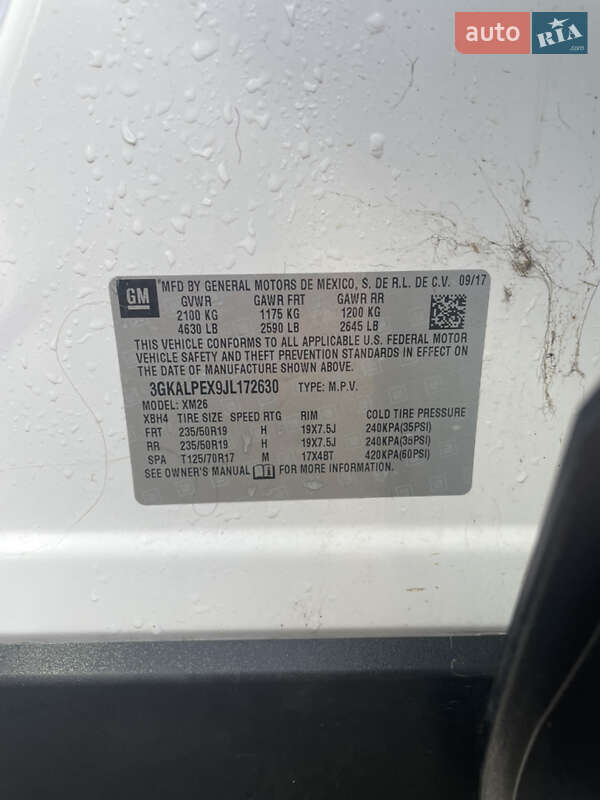 auto RIA.com
GM
MFD BY GENERAL MOTORS DE MEXICO, S. DE R.L. DE C.V. 09/17
GVWR GAWR FRT GAWR RR
2100 KG 1175 KG 1200 KG
4630 LB 2590 LB 2645 LB
THIS VEHICLE CONFORMS TO ALL APPLICABLE U.S. FEDERAL MOTOR
VEHICLE SAFETY AND THEFT PREVENTION STANDARDS IN EFFECT ON
THE DATE OF MANUFACTURE SHOWN ABOVE.
3GKALPEX9JL172630 TYPE: M.P.V.
MODEL: XM26
XBH4 TIRE SIZE SPEED RTG RIM COLD TIRE PRESSURE
FRT 235/50R19 H 19X7.5J 240KPA(35PSI)
RR 235/50R19 H 19X7.5J 240KPA(35PSI)
SPA T125/70R17 M 17X4BT 420KPA(60PSI)
SEE OWNER'S MANUAL FOR MORE INFORMATION.